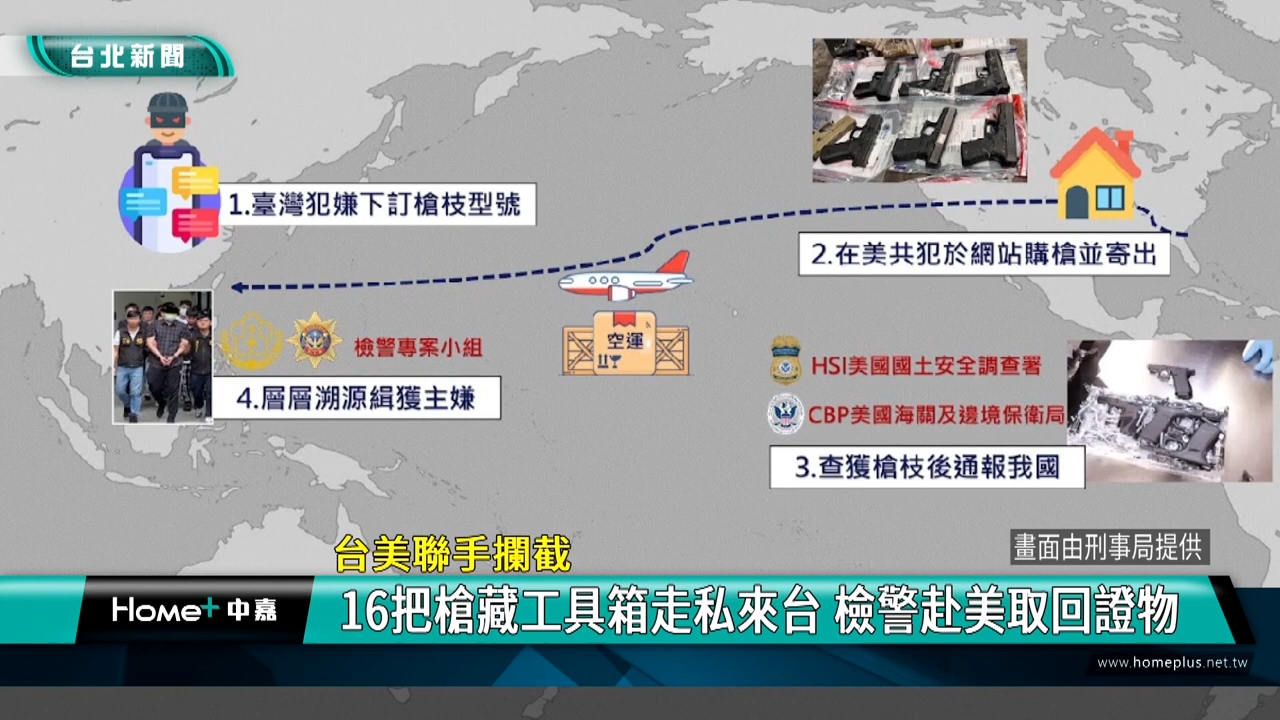 台北新聞
1.臺灣犯嫌下訂槍枝型號
2.在美共犯於網站購槍並寄出
空運
檢警專案小組
4.層層溯源緝獲主嫌
HSI美國國土安全調查署
CBP美國海關及邊境保衛局
3.查獲槍枝後通報我國
畫面由刑事局提供
台美聯手攔截
Home+中嘉
16把槍藏工具箱走私來台 檢警赴美取回證物
www.homeplus.net.tw